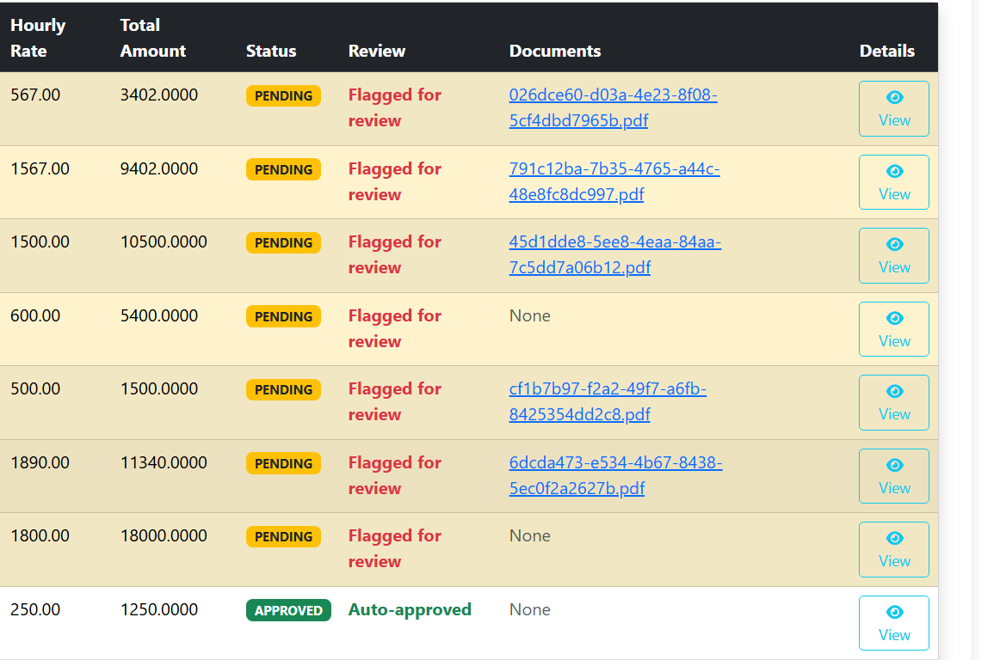 Hourly Rate Total Amount Status Review Documents Details
567.00 3402.0000 PENDING Flagged for review 026dce60-d03a-4e23-8f08-5cf4dbd7965b.pdf View
1567.00 9402.0000 PENDING Flagged for review 791c12ba-7b35-4765-a44c-48e8fc8dc997.pdf View
1500.00 10500.0000 PENDING Flagged for review 45d1dde8-5ee8-4eaa-84aa-7c5dd7a06b12.pdf View
600.00 5400.0000 PENDING Flagged for review None View
500.00 1500.0000 PENDING Flagged for review cf1b7b97-f2a2-49f7-a6fb-8425354dd2c8.pdf View
1890.00 11340.0000 PENDING Flagged for review 6dcda473-e534-4b67-8438-5ec0f2a2627b.pdf View
1800.00 18000.0000 PENDING Flagged for review None View
250.00 1250.0000 APPROVED Auto-approved None View